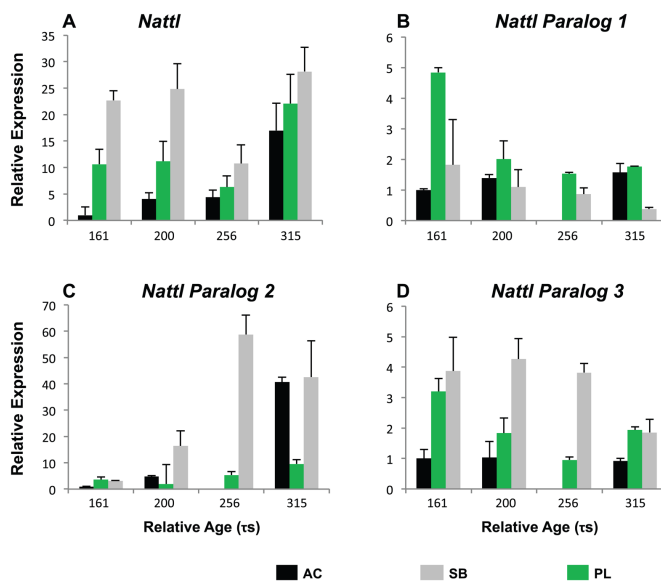 A Nattl
Relative Expression
35
30
25
20
15
10
5
0
161 200 256 315
B Nattl Paralog 1
6
5
4
3
2
1
0
161 200 256 315
C Nattl Paralog 2
Relative Expression
70
60
50
40
30
20
10
0
161 200 256 315
Relative Age (τs)
D Nattl Paralog 3
6
5
4
3
2
1
0
161 200 256 315
Relative Age (τs)
AC SB PL